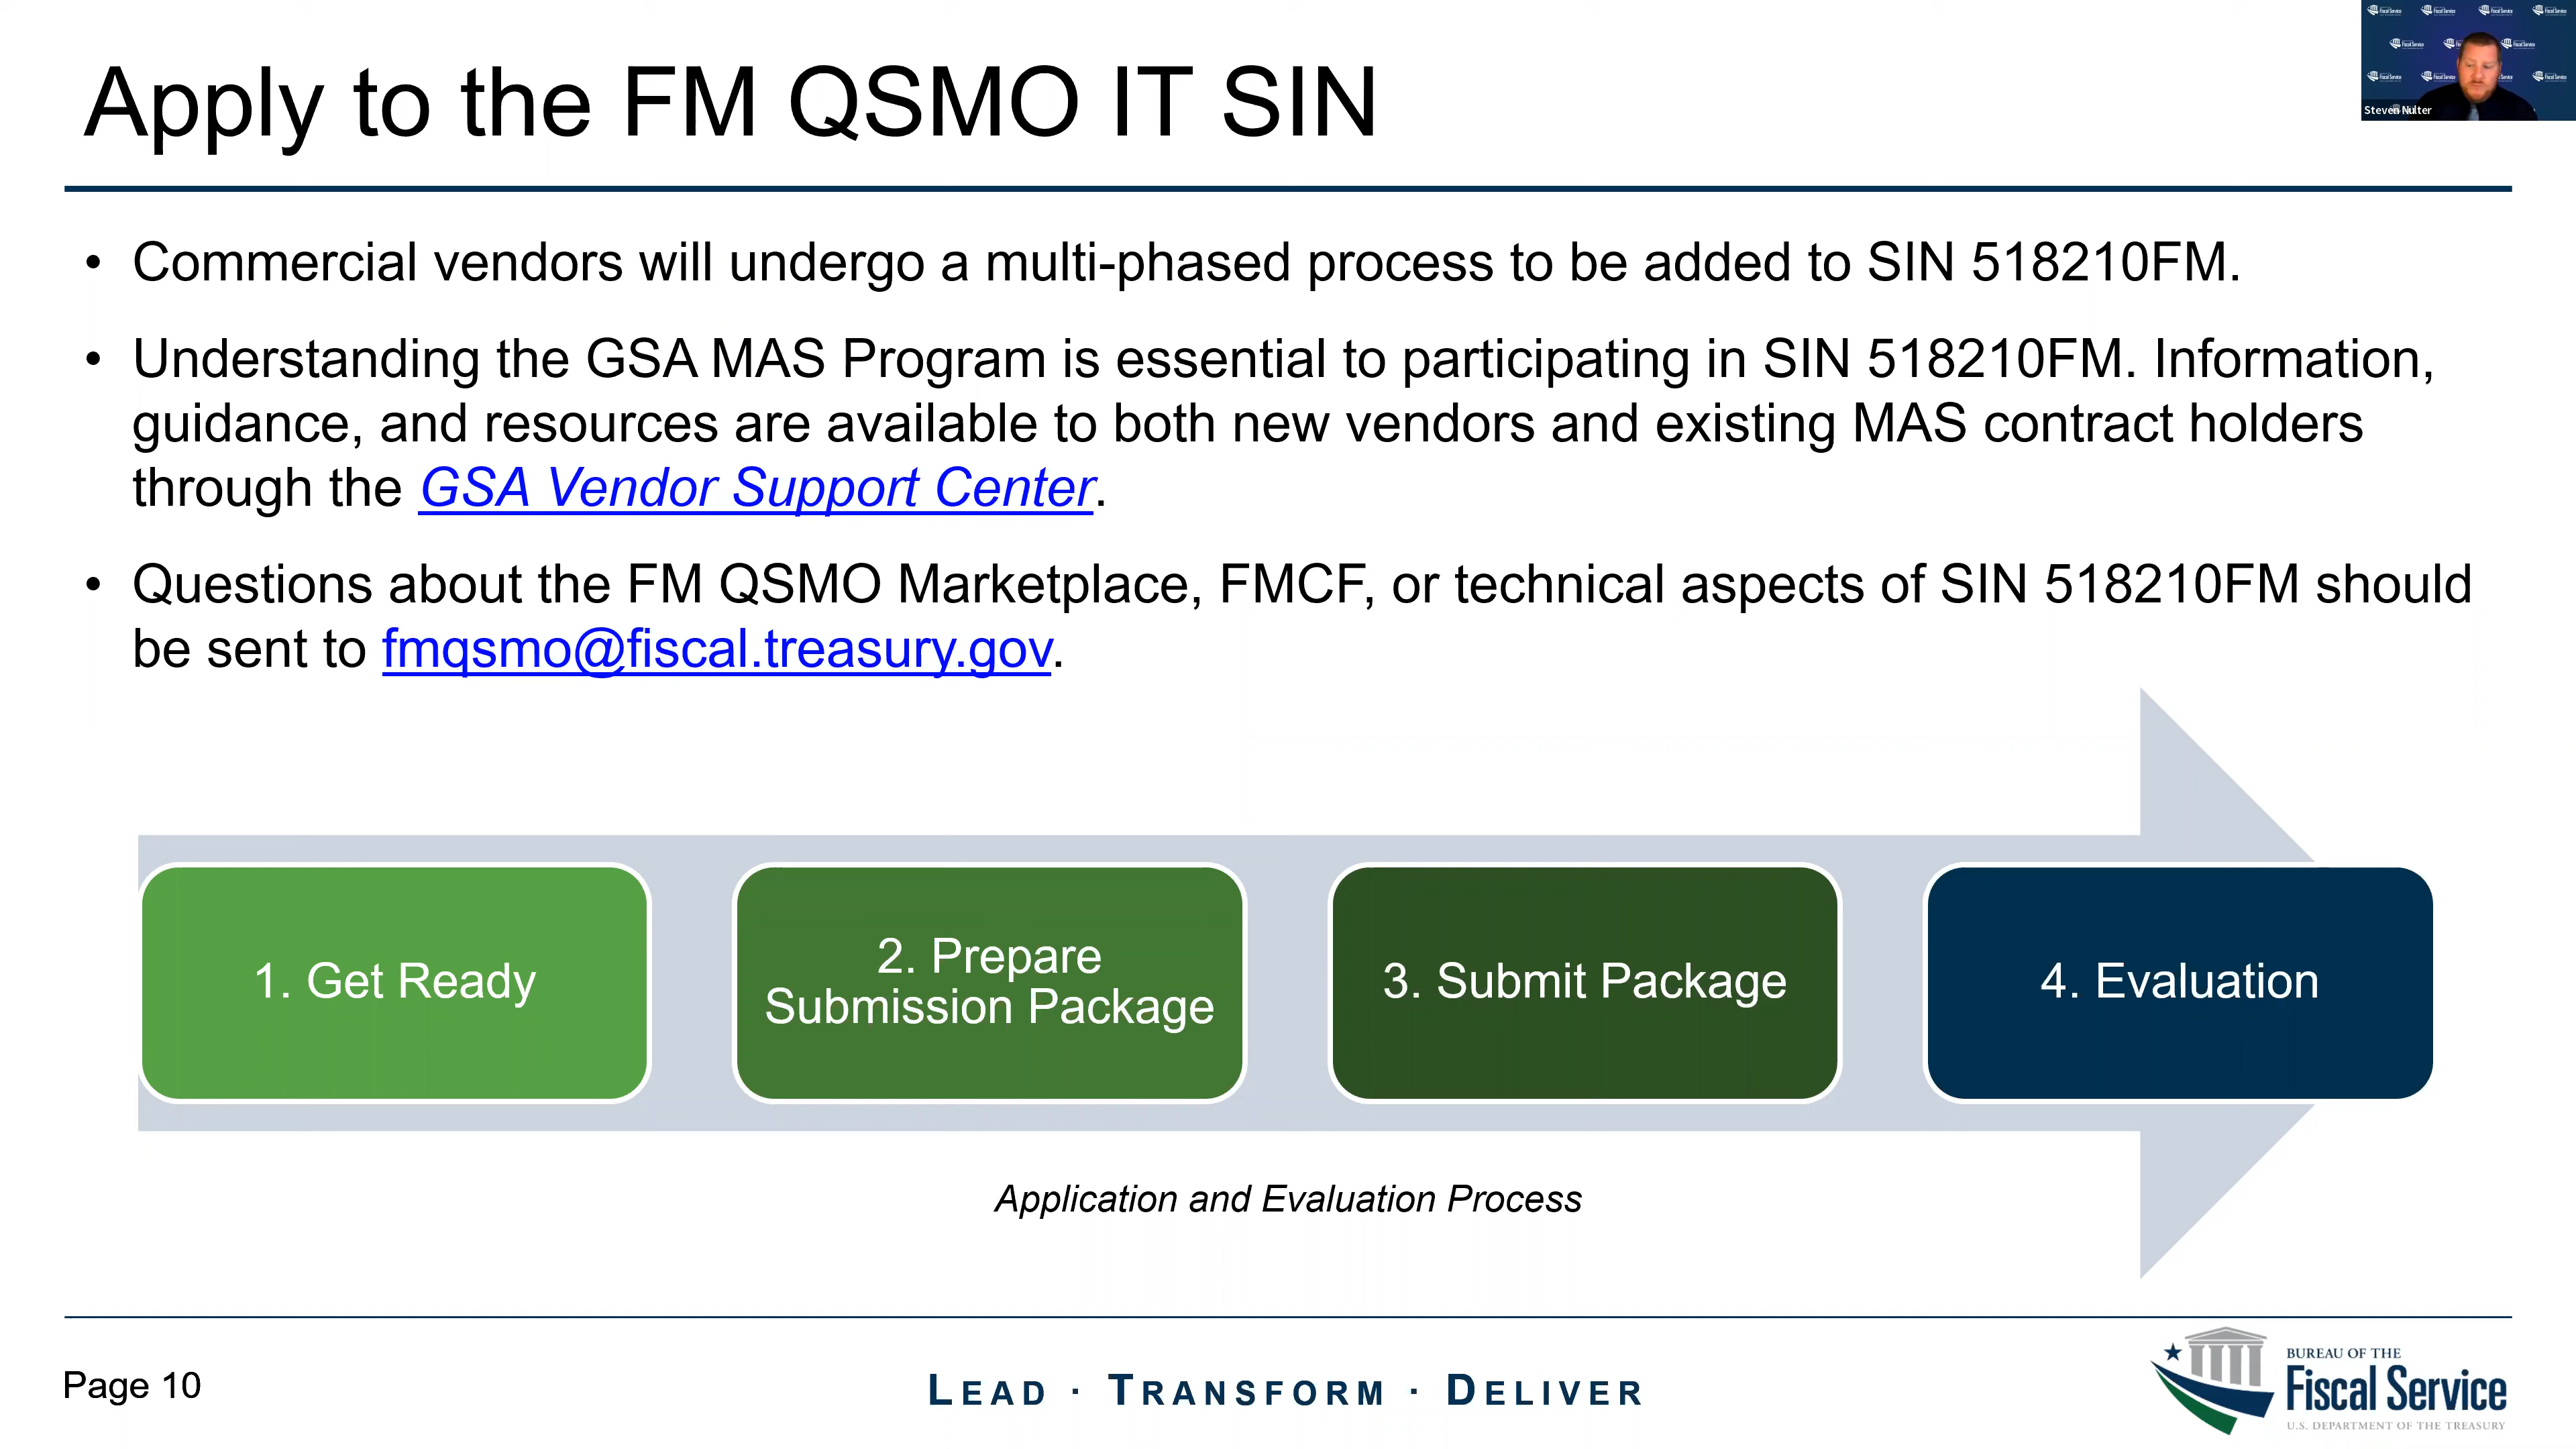 Apply to the FM QSMO IT SIN
Steven Nulter
• Commercial vendors will undergo a multi-phased process to be added to SIN 518210FM.
• Understanding the GSA MAS Program is essential to participating in SIN 518210FM. Information,
guidance, and resources are available to both new vendors and existing MAS contract holders
through the GSA Vendor Support Center.
• Questions about the FM QSMO Marketplace, FMCF, or technical aspects of SIN 518210FM should
be sent to fmqsmo@fiscal.treasury.gov.
1. Get Ready
2. Prepare
Submission Package
3. Submit Package
4. Evaluation
Application and Evaluation Process
Page 10
LEAD · TRANSFORM · DELIVER
BUREAU OF THE
Fiscal Service
U.S. DEPARTMENT OF THE TREASURY